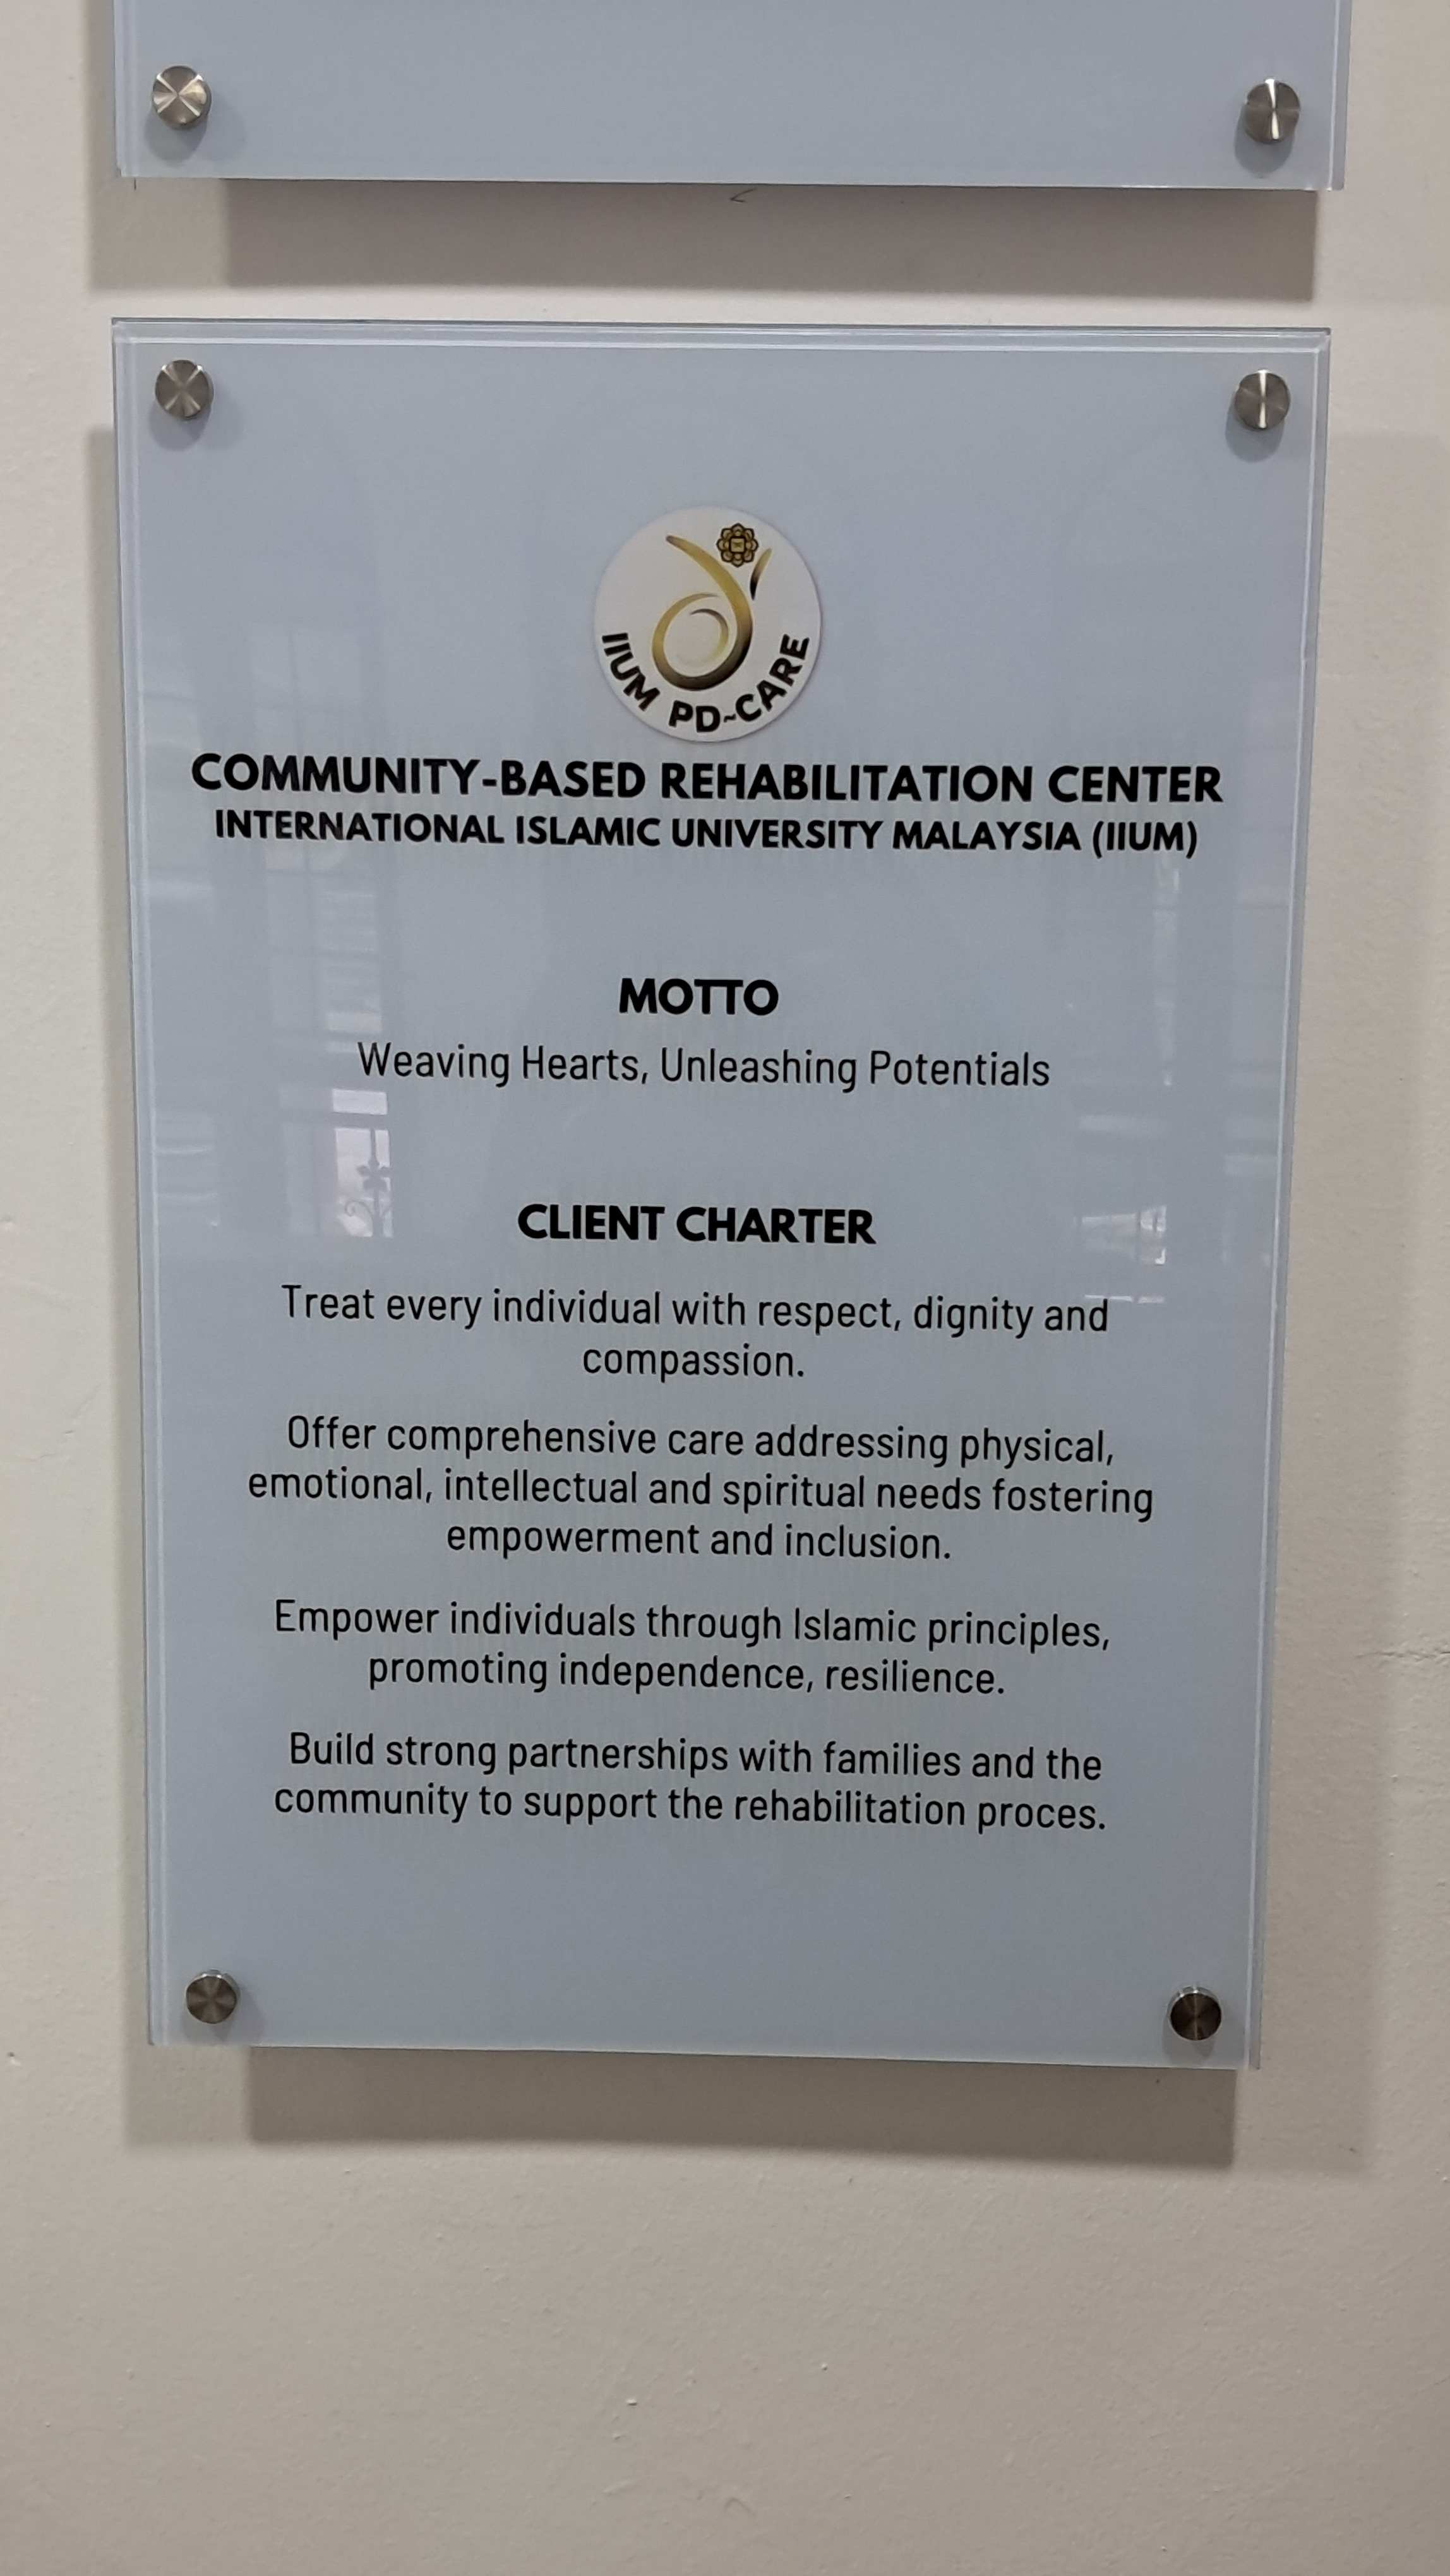 IIUM PD~CARE
COMMUNITY-BASED REHABILITATION CENTER
INTERNATIONAL ISLAMIC UNIVERSITY MALAYSIA (IIUM)
MOTTO
Weaving Hearts, Unleashing Potentials
CLIENT CHARTER
Treat every individual with respect, dignity and
compassion.
Offer comprehensive care addressing physical,
emotional, intellectual and spiritual needs fostering
empowerment and inclusion.
Empower individuals through Islamic principles,
promoting independence, resilience.
Build strong partnerships with families and the
community to support the rehabilitation proces.